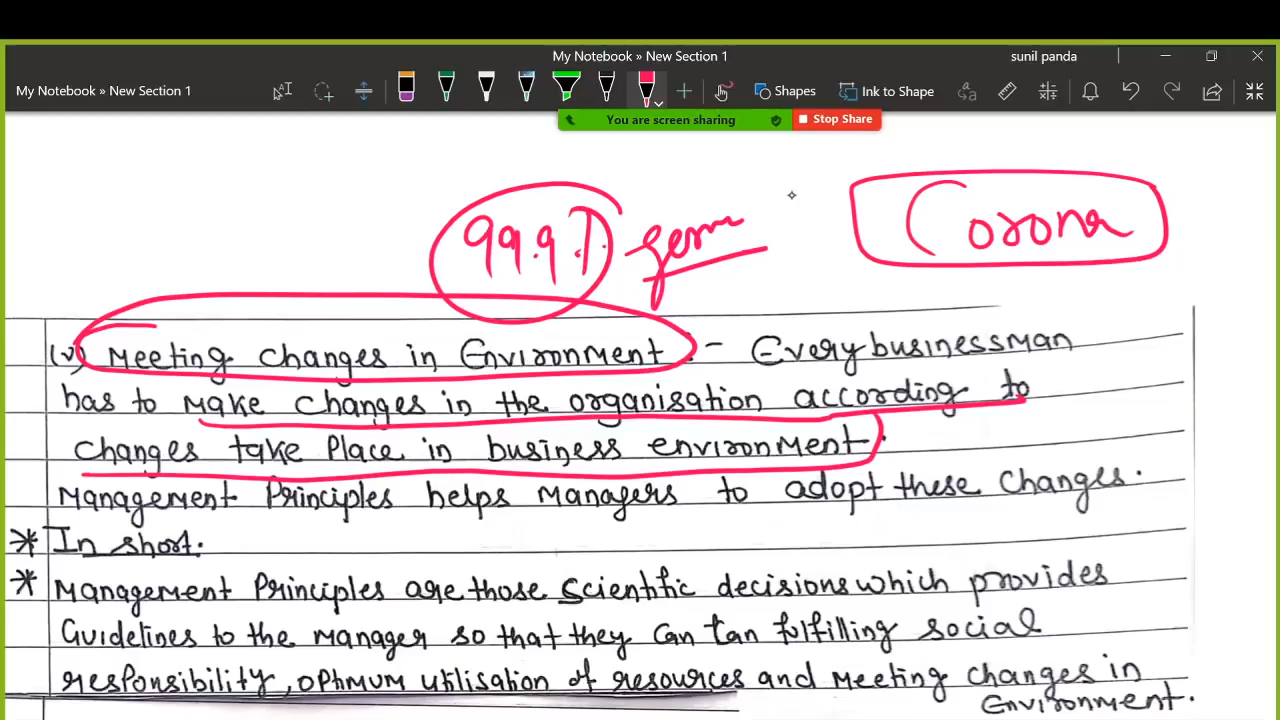 My Notebook » New Section 1
sunil panda
My Notebook » New Section 1
Shapes
Ink to Shape
You are screen sharing
Stop Share
99.9% germ
Corona
(v) Meeting Changes in Environment :- Every businessman
has to make changes in the organisation according to
changes take Place in business environment.
Management Principles helps Managers to adopt these changes.
* In short.
* Management Principles are those Scientific decisions which provides
Guidelines to the manager so that they can tan fulfilling social
responsibility, optimum utilisation of resources and meeting changes in
Environment.